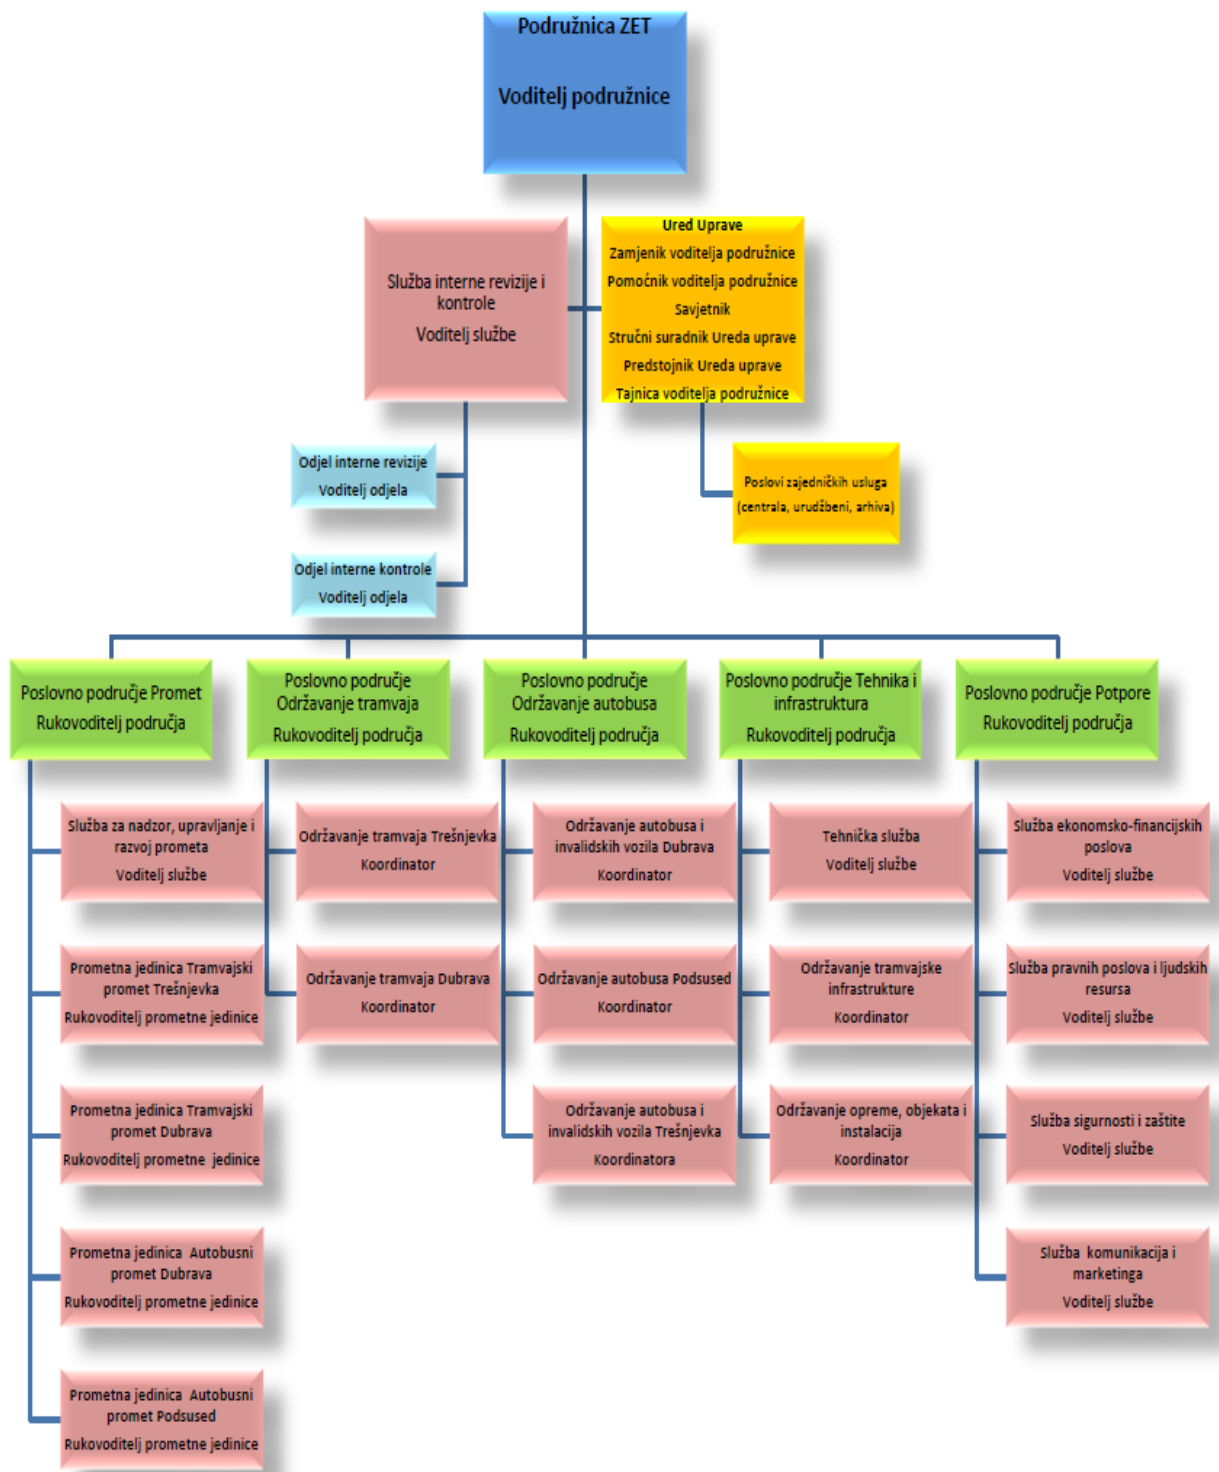 Podružnica ZET
Voditelj podružnice
Služba interne revizije i
kontrole
Voditelj službe
Ured Uprave
Zamjenik voditelja podružnice
Pomoćnik voditelja podružnice
Savjetnik
Stručni suradnik Ureda uprave
Predstojnik Ureda uprave
Tajnica voditelja podružnice
Odjel interne revizije
Voditelj odjela
Poslovi zajedničkih usluga
(centrala, urudžbeni, arhiva)
Odjel interne kontrole
Voditelj odjela
Poslovno područje Promet
Rukovoditelj područja
Poslovno područje
Održavanje tramvaja
Rukovoditelj područja
Poslovno područje
Održavanje autobusa
Rukovoditelj područja
Poslovno područje Tehnika i
infrastruktura
Rukovoditelj područja
Poslovno područje Potpore
Rukovoditelj područja
Služba za nadzor, upravljanje i
razvoj prometa
Voditelj službe
Održavanje tramvaja Trešnjevka
Koordinator
Održavanje autobusa i
invalidskih vozila Dubrava
Koordinator
Tehnička služba
Voditelj službe
Služba ekonomsko-financijskih
poslova
Voditelj službe
Prometna jedinica Tramvajski
promet Trešnjevka
Rukovoditelj prometne jedinice
Održavanje tramvaja Dubrava
Koordinator
Održavanje autobusa Podsused
Koordinator
Održavanje tramvajske
infrastrukture
Koordinator
Služba pravnih poslova i ljudskih
resursa
Voditelj službe
Prometna jedinica Tramvajski
promet Dubrava
Rukovoditelj prometne jedinice
Održavanje autobusa i
invalidskih vozila Trešnjevka
Koordinatora
Održavanje opreme, objekata i
instalacija
Koordinator
Služba sigurnosti i zaštite
Voditelj službe
Prometna jedinica Autobusni
promet Dubrava
Rukovoditelj prometne jedinice
Služba komunikacija i
marketinga
Voditelj službe
Prometna jedinica Autobusni
promet Podsused
Rukovoditelj prometne jedinice